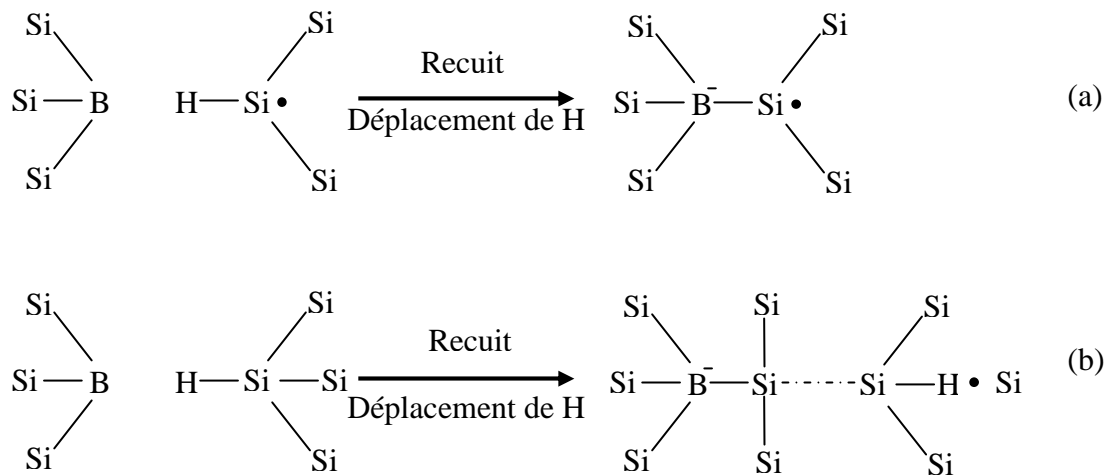 Si Si Si Si
Recuit
Si B H Si • Si B - Si • (a)
Déplacement de H
Si Si Si Si
Si Si Si Si Si
Recuit (b)
Si B H Si Si Si B - Si Si H • Si
Déplacement de H
Si Si Si Si Si